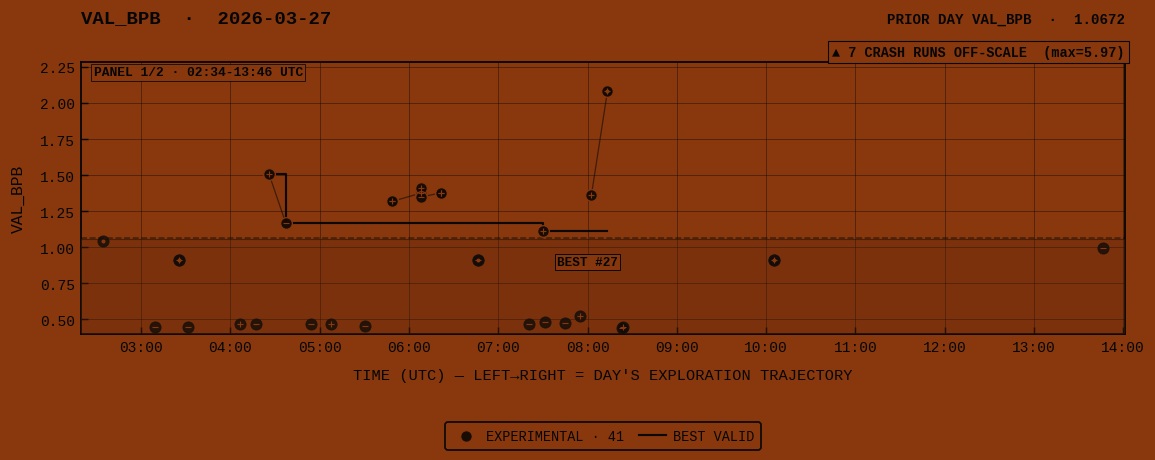 VAL_BPB · 2026-03-27
PRIOR DAY VAL_BPB · 1.0672
▲ 7 CRASH RUNS OFF-SCALE (max=5.97)
PANEL 1/2 · 02:34-13:46 UTC
2.25
2.00
1.75
1.50
1.25
1.00
0.75
0.50
VAL_BPB
BEST #27
03:00 04:00 05:00 06:00 07:00 08:00 09:00 10:00 11:00 12:00 13:00 14:00
TIME (UTC) — LEFT→RIGHT = DAY'S EXPLORATION TRAJECTORY
EXPERIMENTAL · 41 BEST VALID